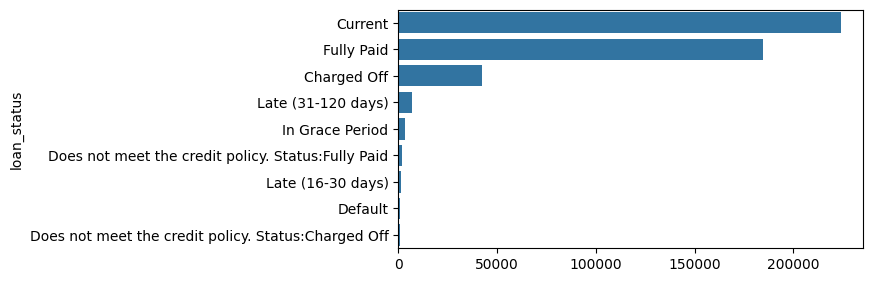 loan_status
Current
Fully Paid
Charged Off
Late (31-120 days)
In Grace Period
Does not meet the credit policy. Status:Fully Paid
Late (16-30 days)
Default
Does not meet the credit policy. Status:Charged Off
0 50000 100000 150000 200000